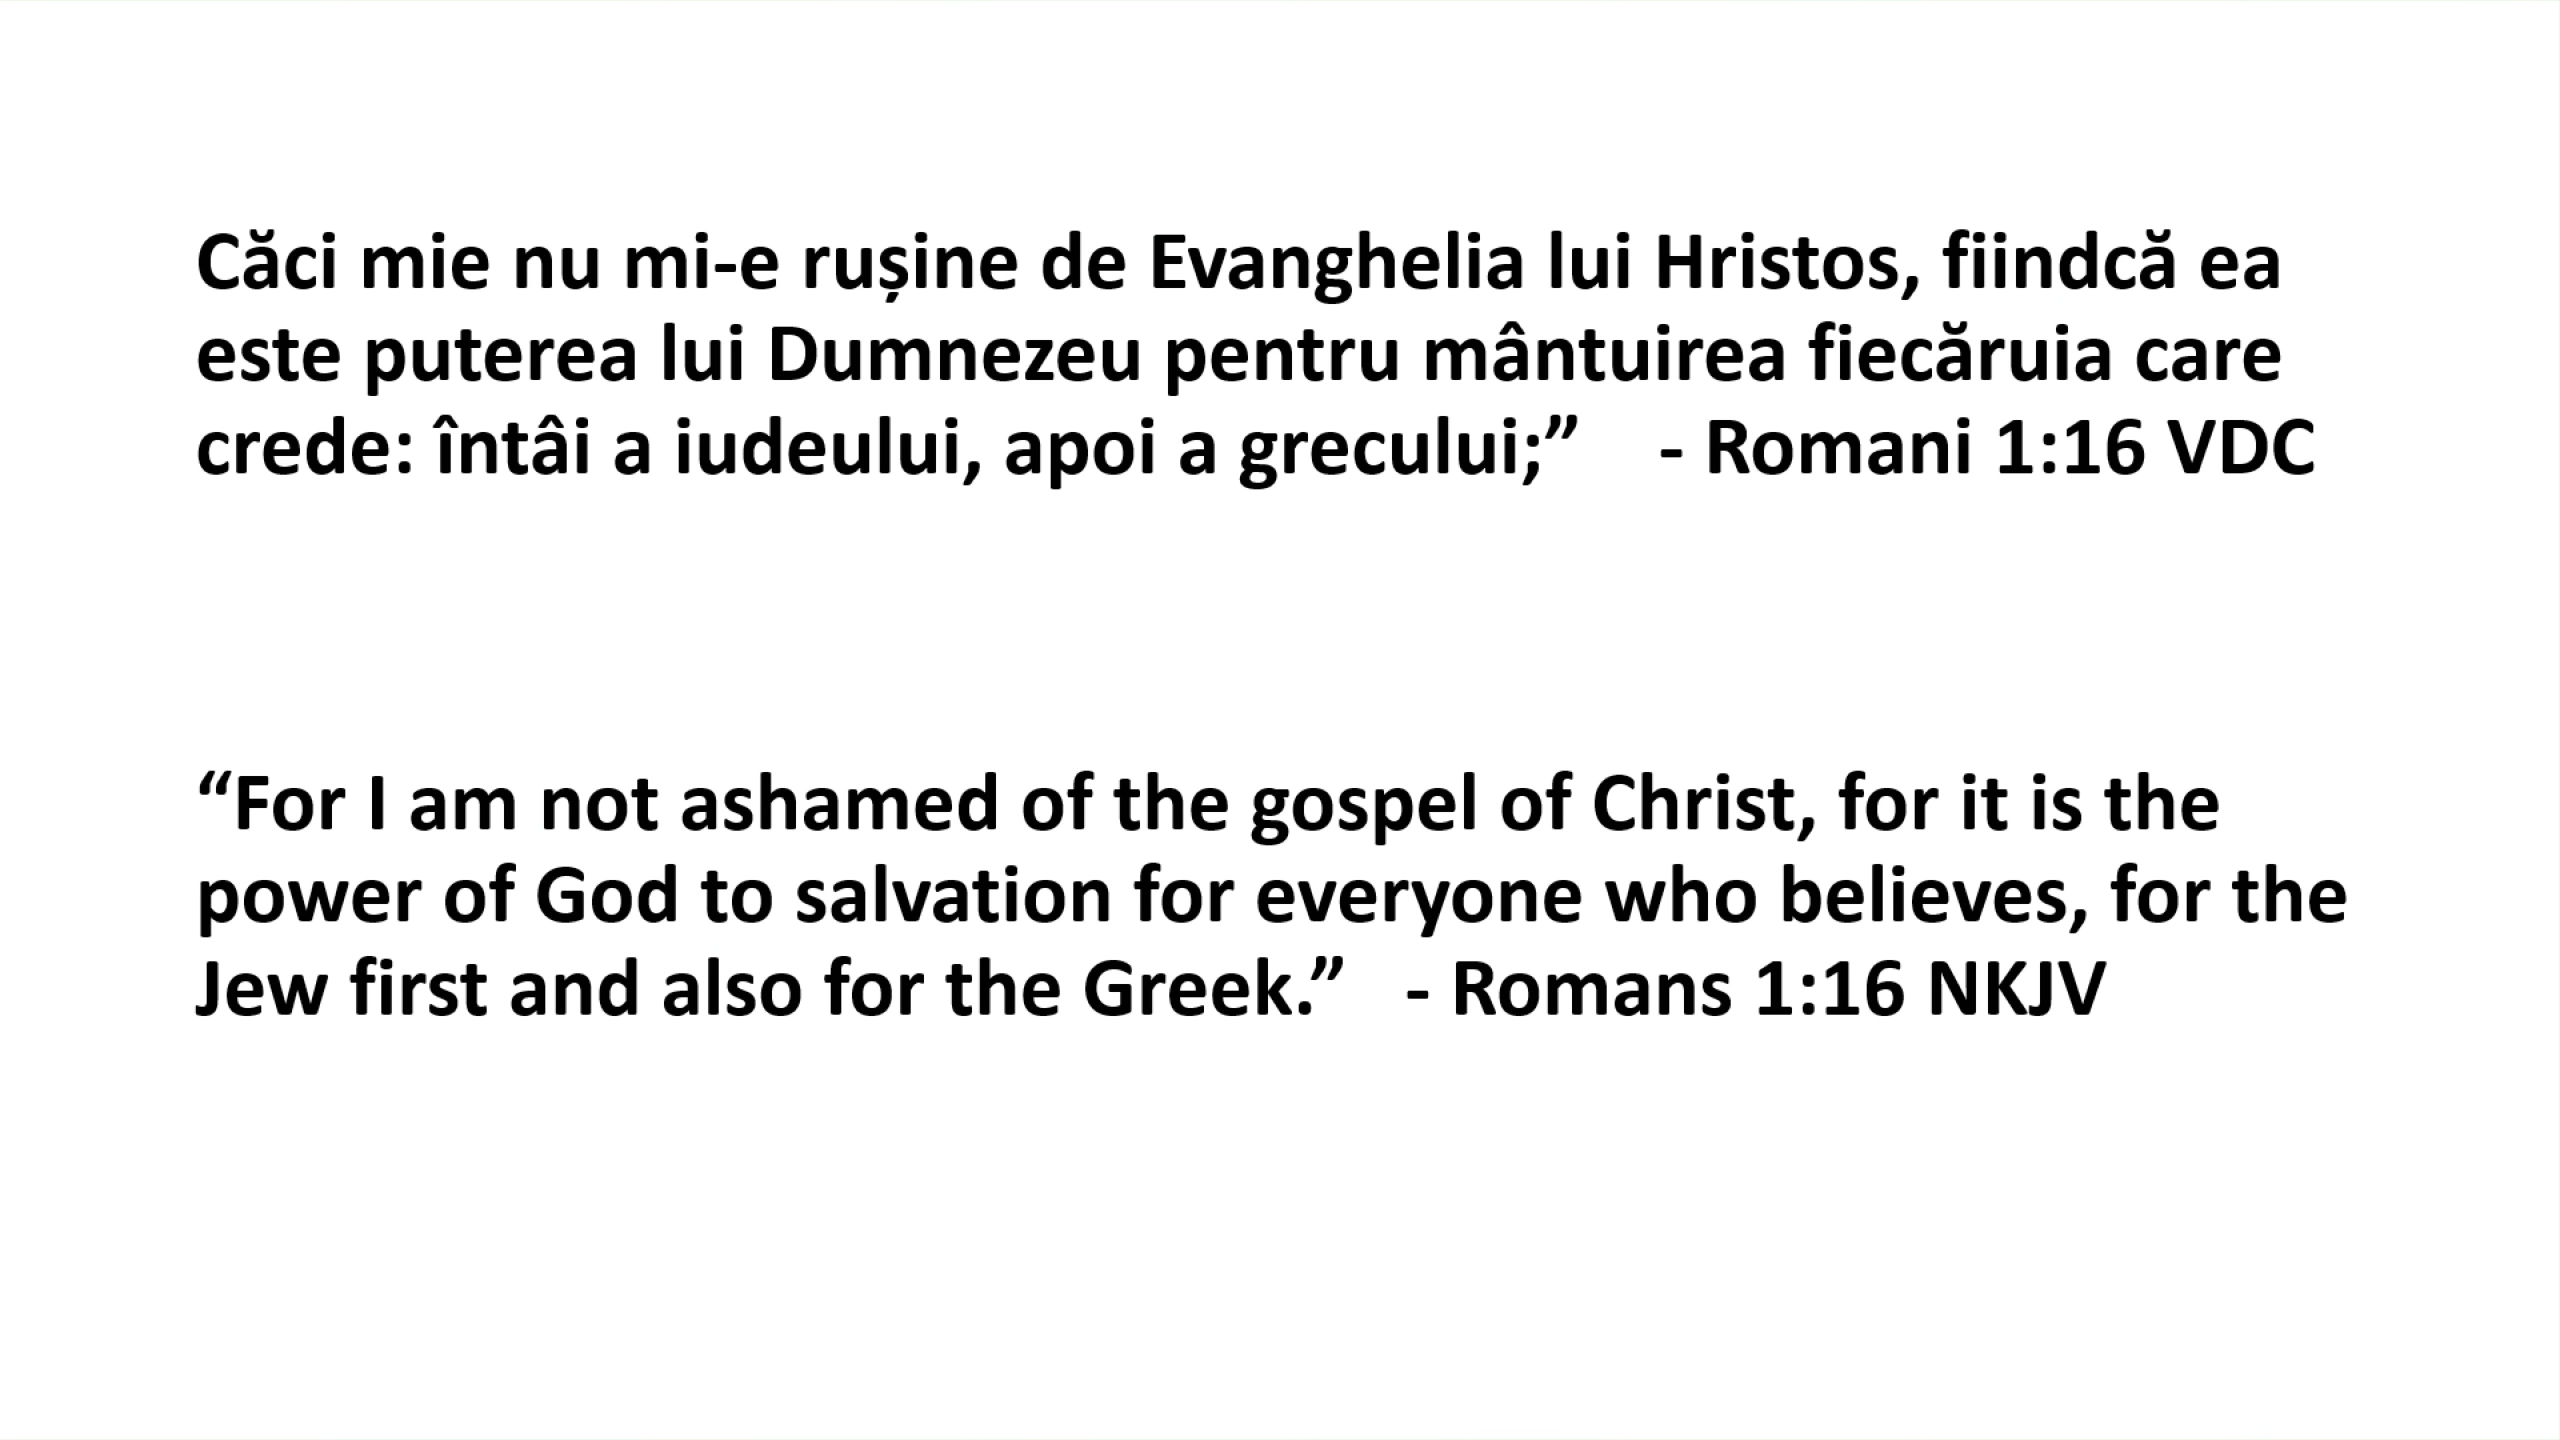 Căci mie nu mi-e rușine de Evanghelia lui Hristos, fiindcă ea
este puterea lui Dumnezeu pentru mântuirea fiecăruia care
crede: întâi a iudeului, apoi a grecului;” - Romani 1:16 VDC
“For I am not ashamed of the gospel of Christ, for it is the
power of God to salvation for everyone who believes, for the
Jew first and also for the Greek.” - Romans 1:16 NKJV